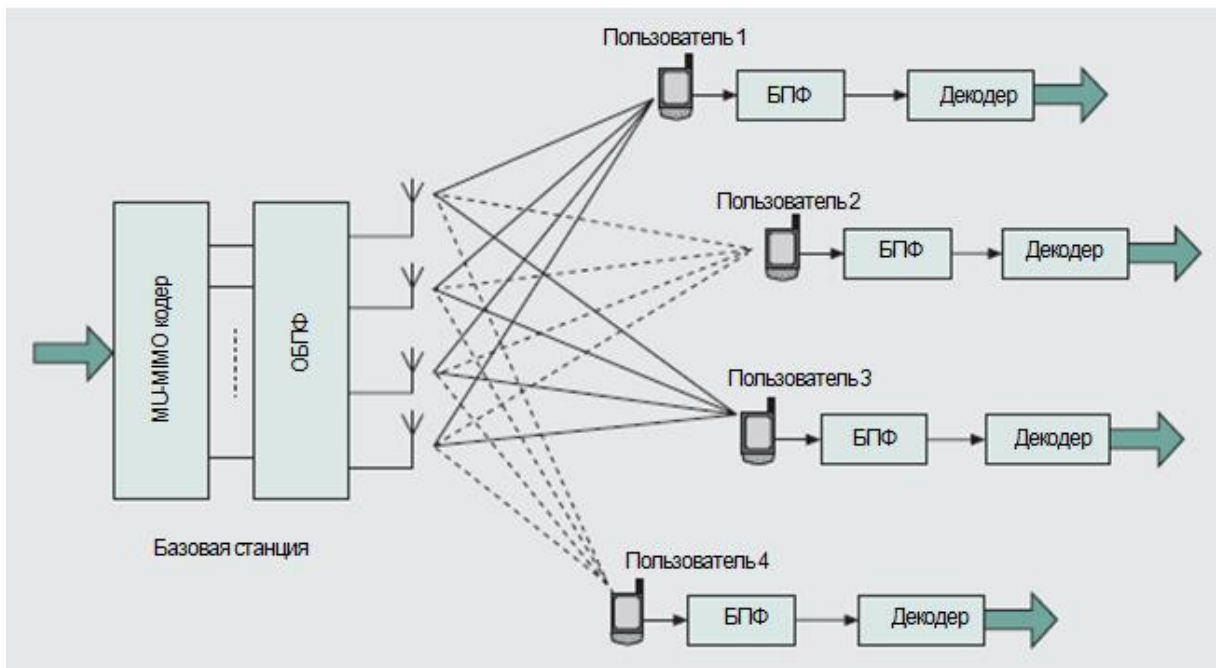 Пользователь 1
БПФ
Декодер
Пользователь 2
БПФ
Декодер
MU-MIMO кодер
ОБПФ
Пользователь 3
БПФ
Декодер
Базовая станция
Пользователь 4
БПФ
Декодер